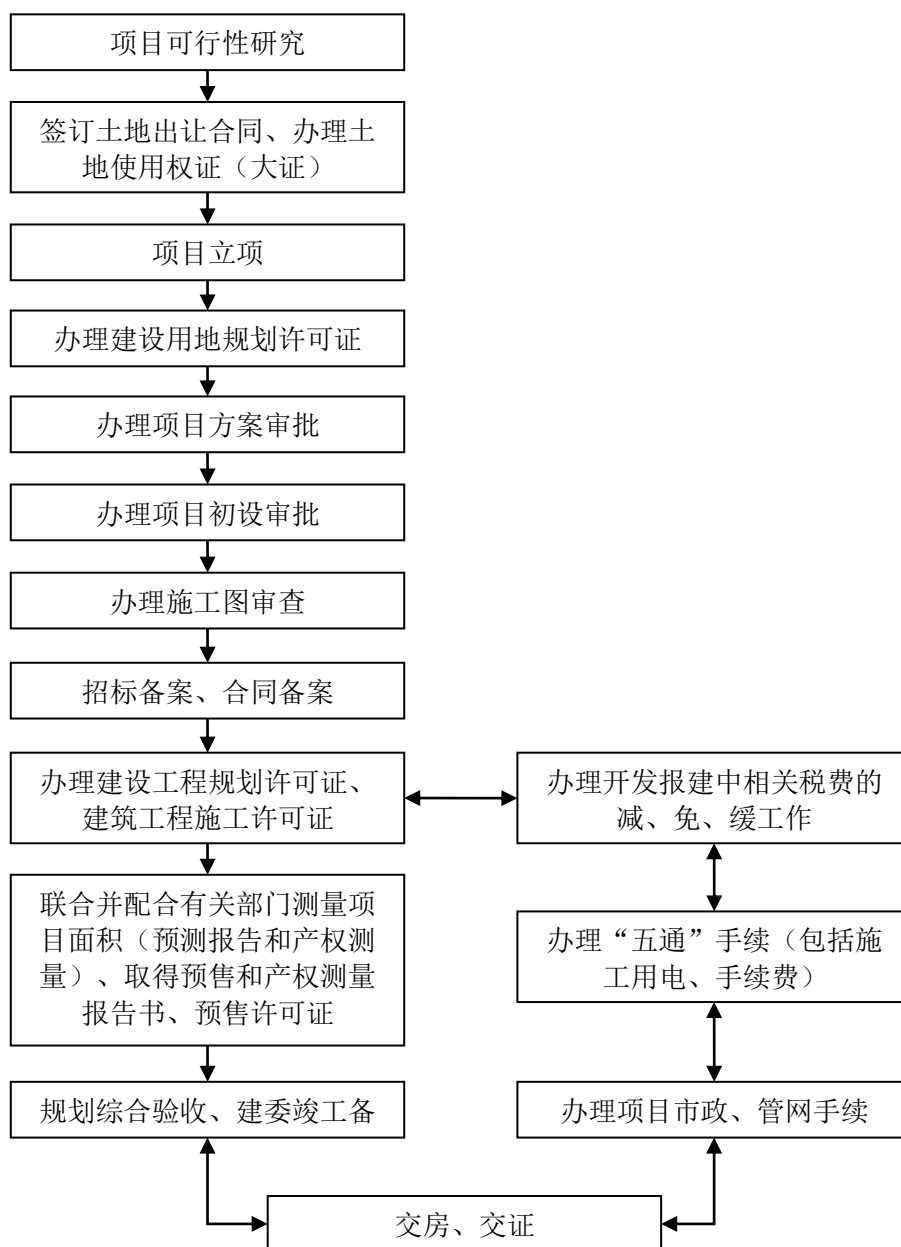 项目可行性研究
签订土地出让合同、办理土
地使用权证（大证）
项目立项
办理建设用地规划许可证
办理项目方案审批
办理项目初设审批
办理施工图审查
招标备案、合同备案
办理建设工程规划许可证、
建筑工程施工许可证
办理开发报建中相关税费的
减、免、缓工作
联合并配合有关部门测量项
目面积（预测报告和产权测
量）、取得预售和产权测量
报告书、预售许可证
办理“五通”手续（包括施
工用电、手续费）
规划综合验收、建委竣工备
办理项目市政、管网手续
交房、交证